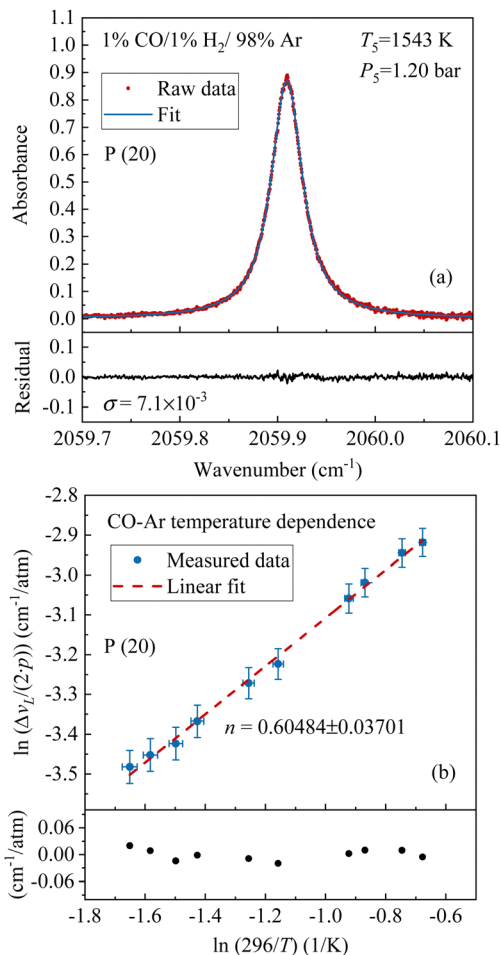 1.1
1.0
0.9
0.8
0.7
0.6
0.5
0.4
0.3
0.2
0.1
0.0
Absorbance
1% CO/1% H₂/ 98% Ar
T₅=1543 K
P₅=1.20 bar
Raw data
Fit
P (20)
(a)
0.1
0.0
-0.1
Residual
σ = 7.1×10⁻³
2059.7 2059.8 2059.9 2060.0 2060.1
Wavenumber (cm⁻¹)
-2.8
-2.9
-3.0
-3.1
-3.2
-3.3
-3.4
-3.5
ln (Δν_L/(2·p)) (cm⁻¹/atm)
CO-Ar temperature dependence
Measured data
Linear fit
P (20)
n = 0.60484±0.03701
(b)
0.06
0.00
-0.06
(cm⁻¹/atm)
-1.8 -1.6 -1.4 -1.2 -1.0 -0.8 -0.6
ln (296/T) (1/K)